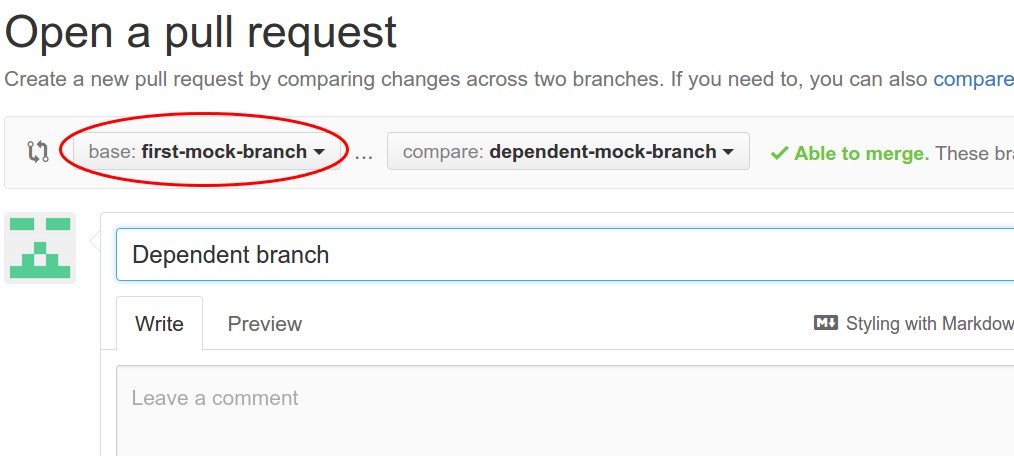 Open a pull request
Create a new pull request by comparing changes across two branches. If you need to, you can also compare
base: first-mock-branch ... compare: dependent-mock-branch Able to merge. These
Dependent branch
Write Preview Styling with Markdow
Leave a comment